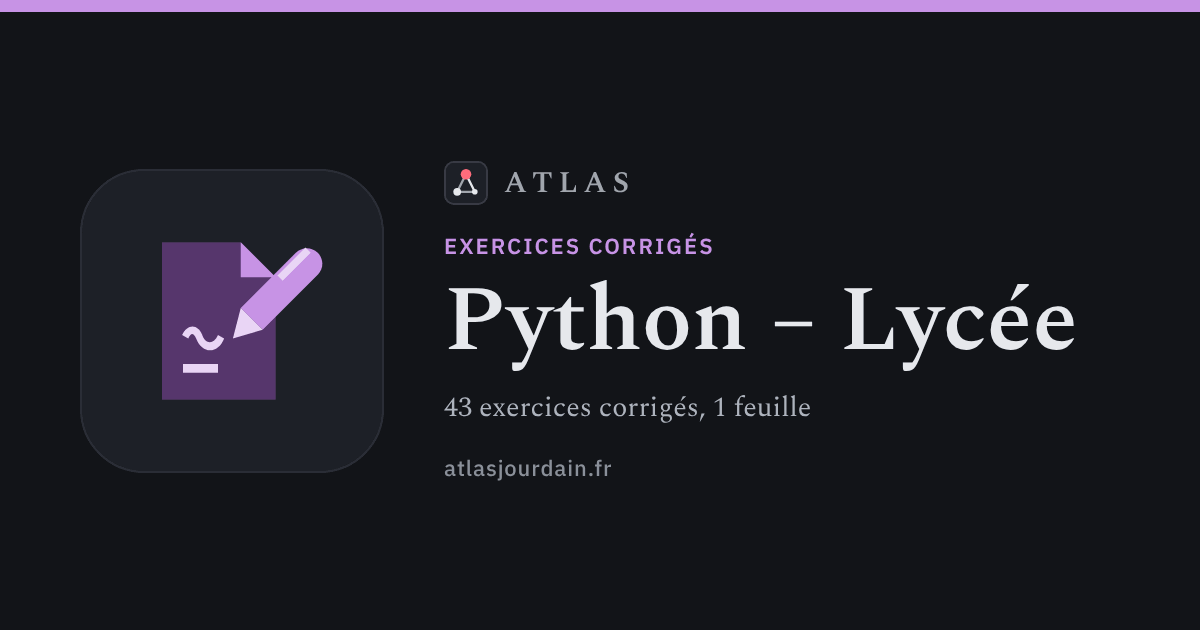 ATLAS
EXERCICES CORRIGÉS
Python – Lycée
43 exercices corrigés, 1 feuille
atlasjourdain.fr